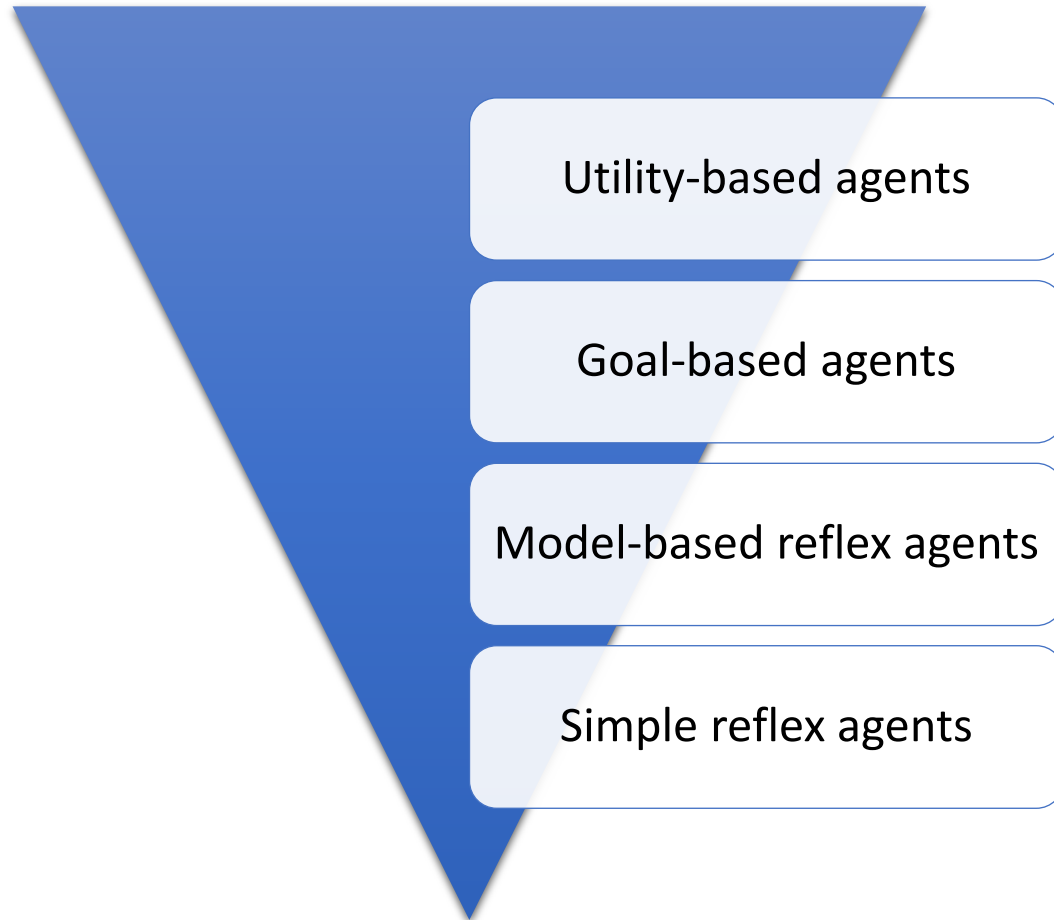 Utility-based agents
Goal-based agents
Model-based reflex agents
Simple reflex agents